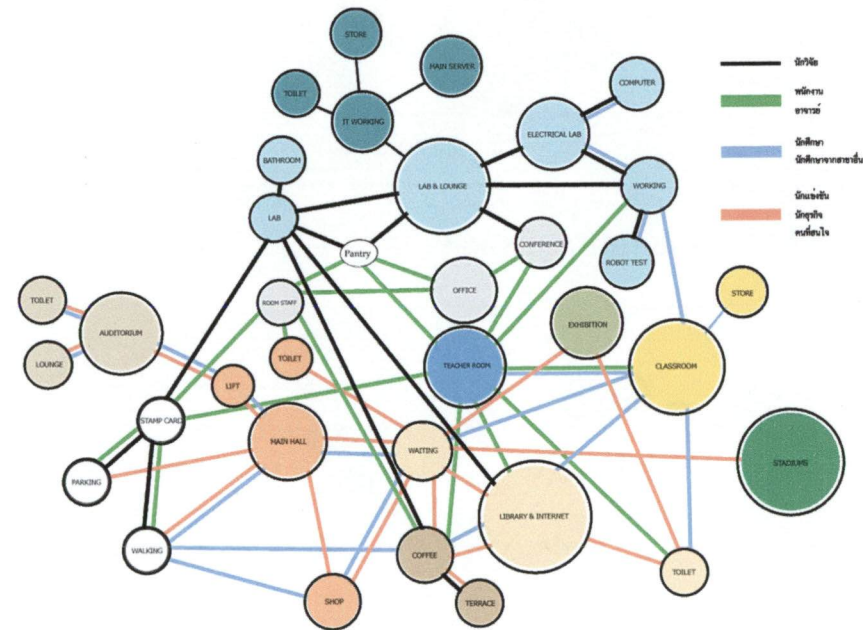 STORE
MAIN SERVER
TOILET
IT WORKING
COMPUTER
ELECTRICAL LAB
BATHROOM
LAB & LOUNGE
WORKING
LAB
Pantry
CONFERENCE
ROBOT TEST
ROOM STAFF
OFFICE
TOILET
AUDITORIUM
LOUNGE
EXHIBITION
STORE
TOILET
TEACHER ROOM
CLASSROOM
LIFT
STAMP CARD
MAIN HALL
WAITING
STADIUMS
PARKING
LIBRARY & INTERNET
WALKING
COFFEE
TOILET
SHOP
TERRACE
นักวิจัย
พนักงาน
อาจารย์
นักศึกษา
นักศึกษาจากสาขาอื่น
นักแข่งขัน
นักธุรกิจ
คนที่สนใจ